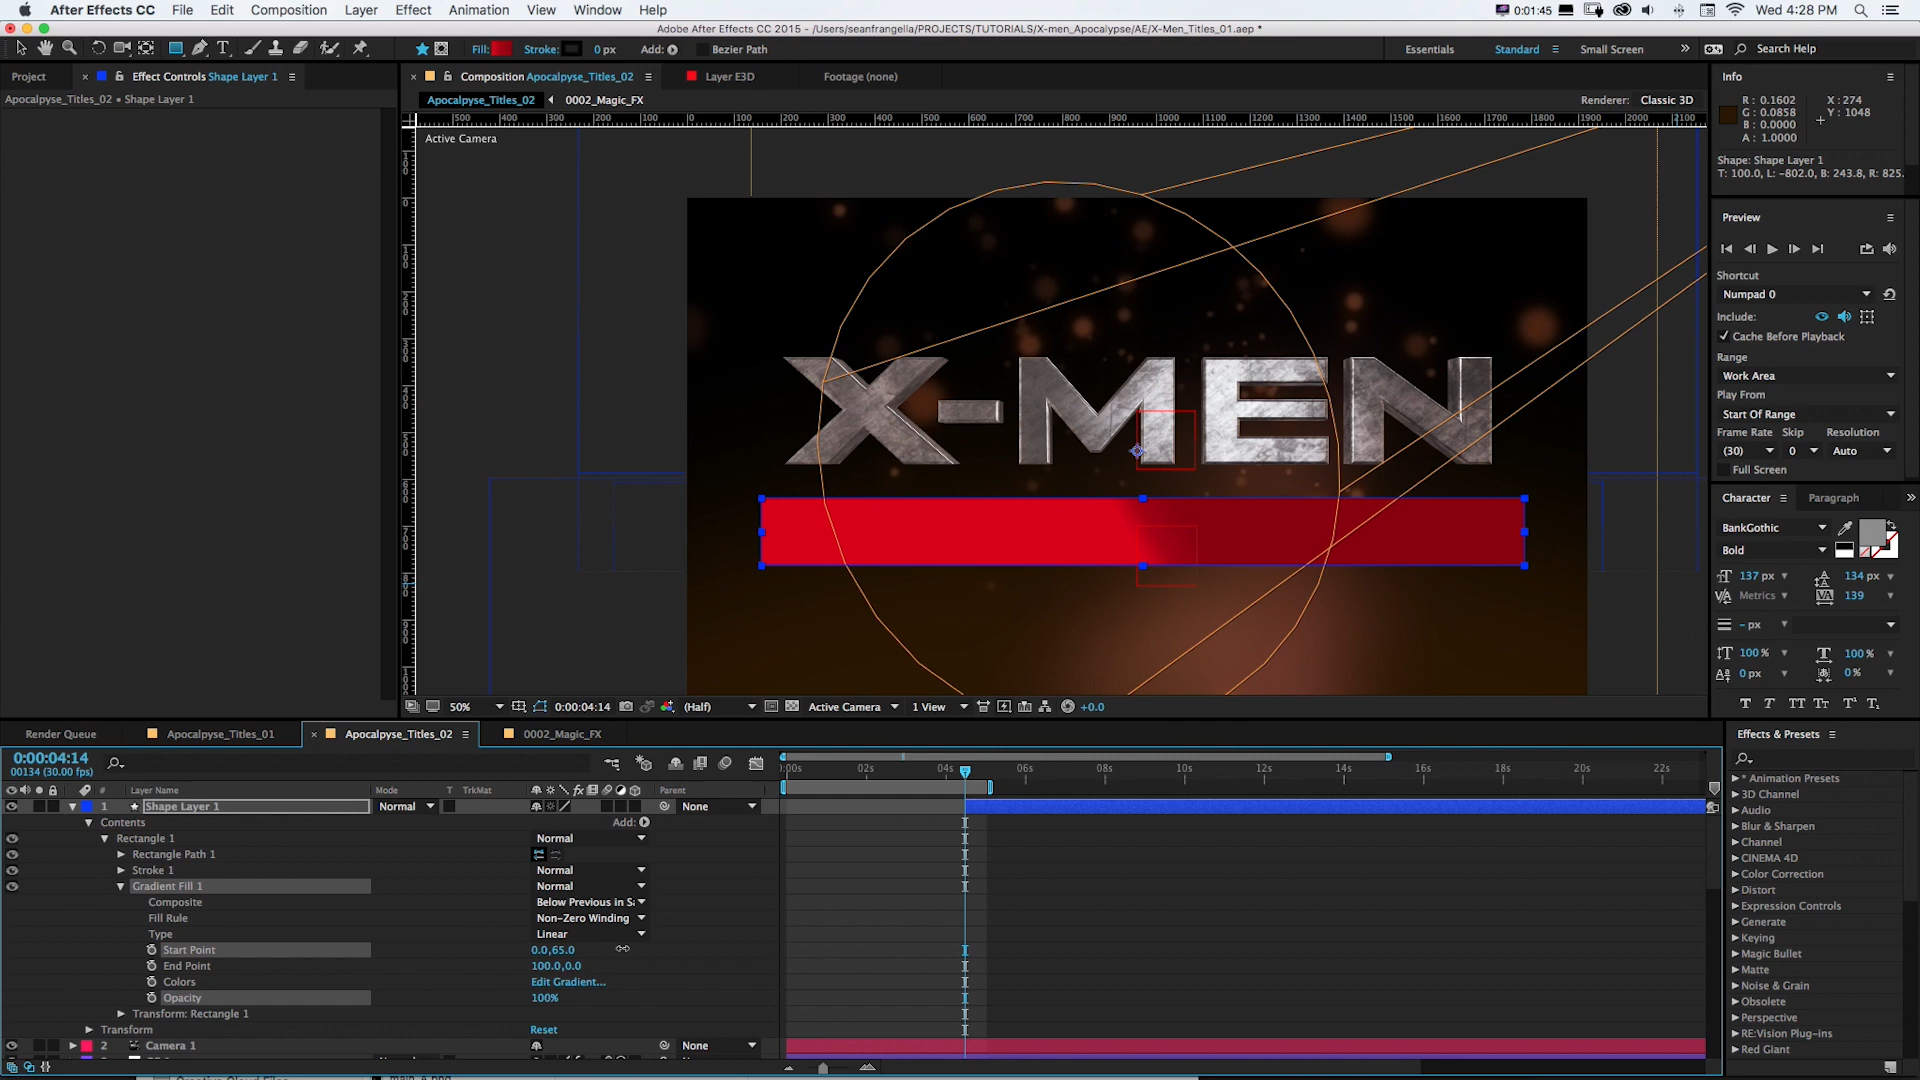 After Effects CC File Edit Composition Layer Effect Animation View Window Help 0:01:45 Wed 4:28 PM
Adobe After Effects CC 2015 - /Users/seanfrangella/PROJECTS/TUTORIALS/X-men_Apocalypse/AE/X-Men_Titles_01.aep *
Fill: Stroke: 0 px Add: Bezier Path Essentials Standard Small Screen Search Help
Project Effect Controls Shape Layer 1 Composition Apocalpyse_Titles_02 Layer E3D Footage (none)
Apocalpyse_Titles_02 • Shape Layer 1
Apocalpyse_Titles_02 0002_Magic_FX Renderer: Classic 3D
Active Camera
X-MEN
50% 0:00:04:14 (Half) Active Camera 1 View +0.0
Info
R: 0.1602 X: 274
G: 0.0858 Y: 1048
B: 0.0000
A: 1.0000
Shape: Shape Layer 1
T: 100.0, L: -802.0, B: 243.8, R: 825.
Preview
Shortcut
Numpad 0
Include:
Cache Before Playback
Range
Work Area
Play From
Start Of Range
Frame Rate Skip Resolution
(30) 0 Auto
Full Screen
Character Paragraph
BankGothic
Bold
137 px 134 px
Metrics 139
- px
100 % 100 %
0 px 0 %
Effects & Presets
* Animation Presets
3D Channel
Audio
Blur & Sharpen
Channel
CINEMA 4D
Color Correction
Distort
Expression Controls
Generate
Keying
Magic Bullet
Matte
Noise & Grain
Obsolete
Perspective
RE:Vision Plug-ins
Red Giant
Render Queue Apocalpyse_Titles_01 Apocalpyse_Titles_02 0002_Magic_FX
0:00:04:14
00134 (30.00 fps)
:00s 02s 04s 06s 08s 10s 12s 14s 16s 18s 20s 22s
# Layer Name Mode T TrkMat Parent
1 Shape Layer 1 Normal None
Contents Add:
Rectangle 1 Normal
Rectangle Path 1
Stroke 1 Normal
Gradient Fill 1 Normal
Composite Below Previous in Sa
Fill Rule Non-Zero Winding
Type Linear
Start Point 0.0,65.0
End Point 100.0,0.0
Colors Edit Gradient...
Opacity 100%
Transform: Rectangle 1
Transform Reset
2 Camera 1 None